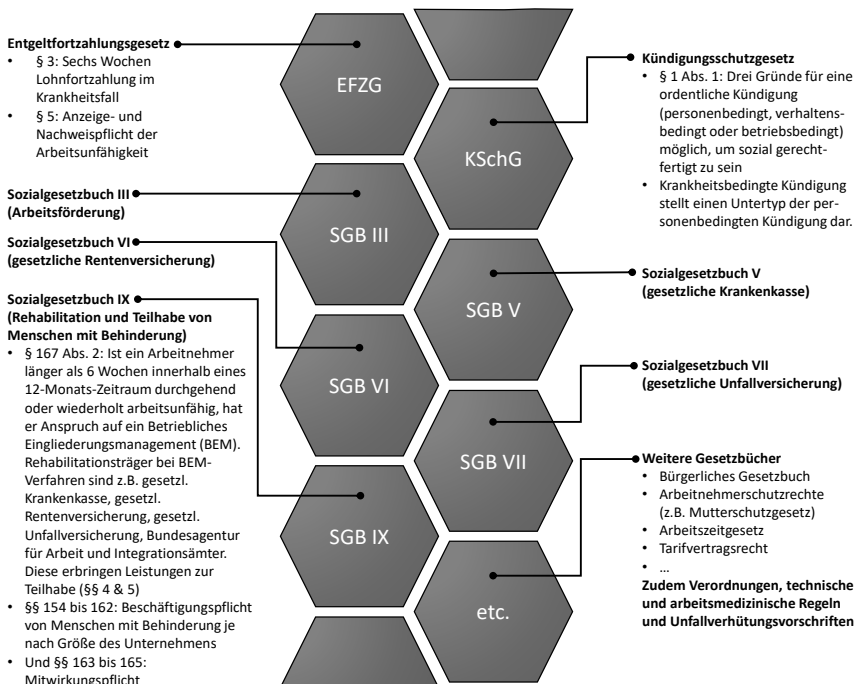 Entgeltfortzahlungsgesetz
• § 3: Sechs Wochen
Lohnfortzahlung im
Krankheitsfall
• § 5: Anzeige- und
Nachweispflicht der
Arbeitsunfähigkeit
Sozialgesetzbuch III
(Arbeitsförderung)
Sozialgesetzbuch VI
(gesetzliche Rentenversicherung)
Sozialgesetzbuch IX
(Rehabilitation und Teilhabe von
Menschen mit Behinderung)
• § 167 Abs. 2: Ist ein Arbeitnehmer
länger als 6 Wochen innerhalb eines
12-Monats-Zeitraum durchgehend
oder wiederholt arbeitsunfähig, hat
er Anspruch auf ein Betriebliches
Eingliederungsmanagement (BEM).
Rehabilitationsträger bei BEM-
Verfahren sind z.B. gesetzl.
Krankenkasse, gesetzl.
Rentenversicherung, gesetzl.
Unfallversicherung, Bundesagentur
für Arbeit und Integrationsämter.
Diese erbringen Leistungen zur
Teilhabe (§§ 4 & 5)
• §§ 154 bis 162: Beschäftigungspflicht
von Menschen mit Behinderung je
nach Größe des Unternehmens
• Und §§ 163 bis 165:
Mitwirkungspflicht
EFZG
KSchG
SGB III
SGB V
SGB VI
SGB VII
SGB IX
etc.
Kündigungsschutzgesetz
• § 1 Abs. 1: Drei Gründe für eine
ordentliche Kündigung
(personenbedingt, verhaltens-
bedingt oder betriebsbedingt)
möglich, um sozial gerecht-
fertigt zu sein
• Krankheitsbedingte Kündigung
stellt einen Untertyp der per-
sonenbedingten Kündigung dar.
Sozialgesetzbuch V
(gesetzliche Krankenkasse)
Sozialgesetzbuch VII
(gesetzliche Unfallversicherung)
Weitere Gesetzbücher
• Bürgerliches Gesetzbuch
• Arbeitnehmerschutzrechte
(z.B. Mutterschutzgesetz)
• Arbeitszeitgesetz
• Tarifvertragsrecht
• ...
Zudem Verordnungen, technische
und arbeitsmedizinische Regeln
und Unfallverhütungsvorschriften